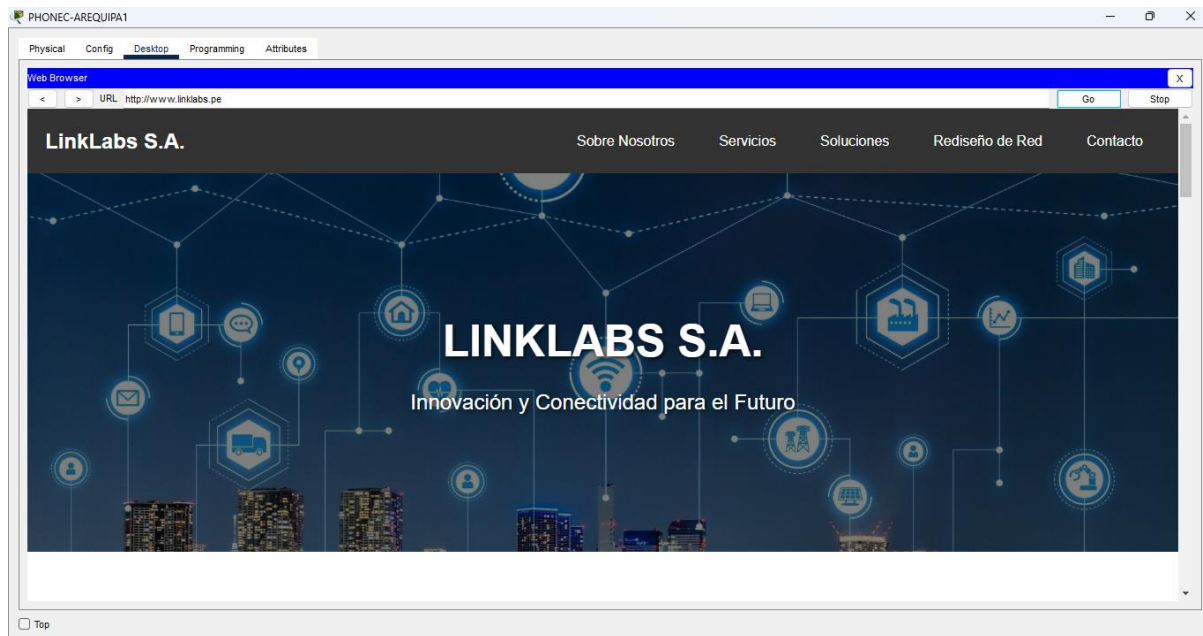 PHONEC-AREQUIPA1
Physical Config Desktop Programming Attributes
Web Browser X
< > URL http://www.linklabs.pe Go Stop
LinkLabs S.A. Sobre Nosotros Servicios Soluciones Rediseño de Red Contacto
LINKLABS S.A.
Innovación y Conectividad para el Futuro
Top